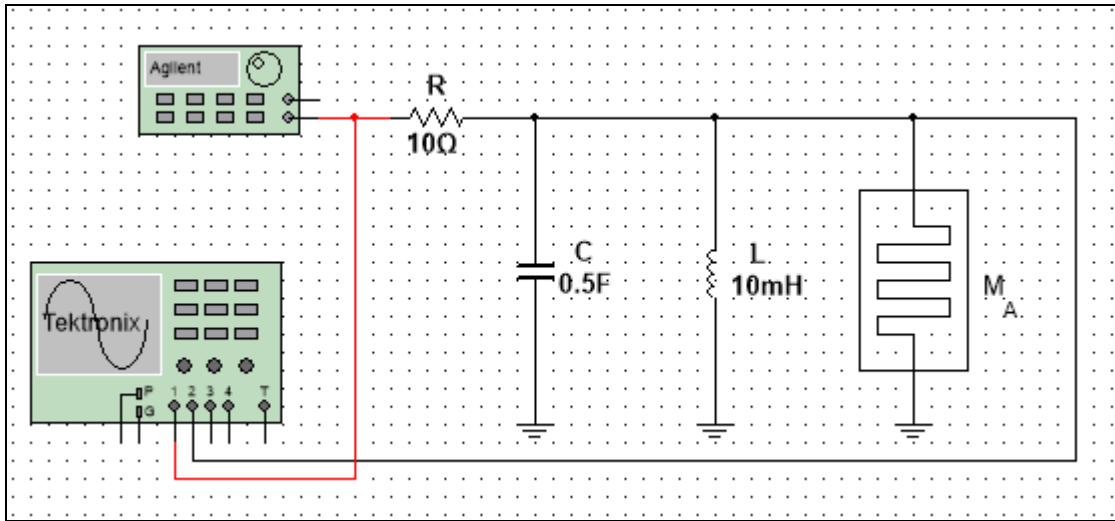 Agilent
R
10Ω
C
0.5F
L
10mH
M
A
Tektronix
P
G
1 2 3 4 T